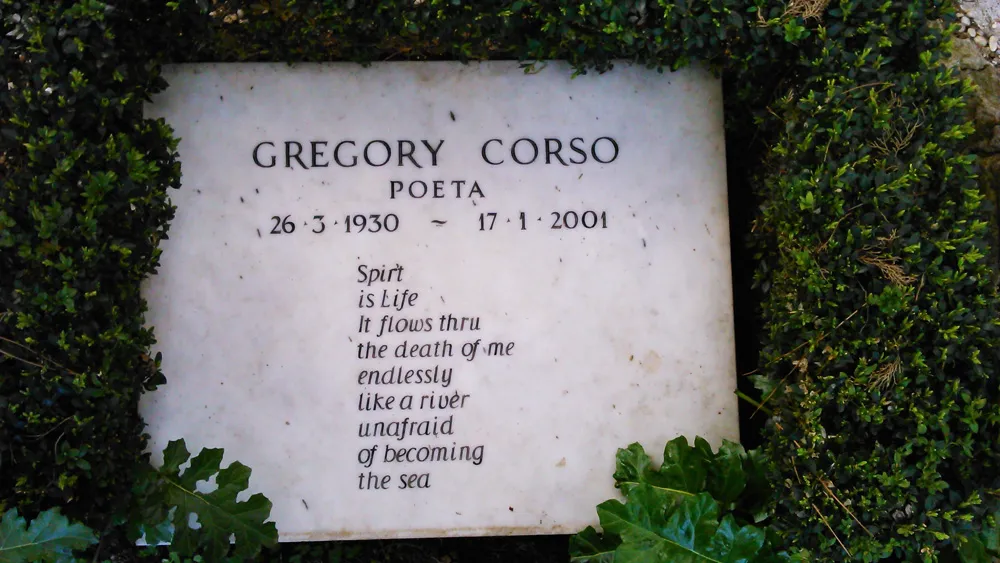 GREGORY CORSO
POETA
26·3·1930 ~ 17·1·2001
Spirit
is Life
It flows thru
the death of me
endlessly
like a river
unafraid
of becoming
the sea